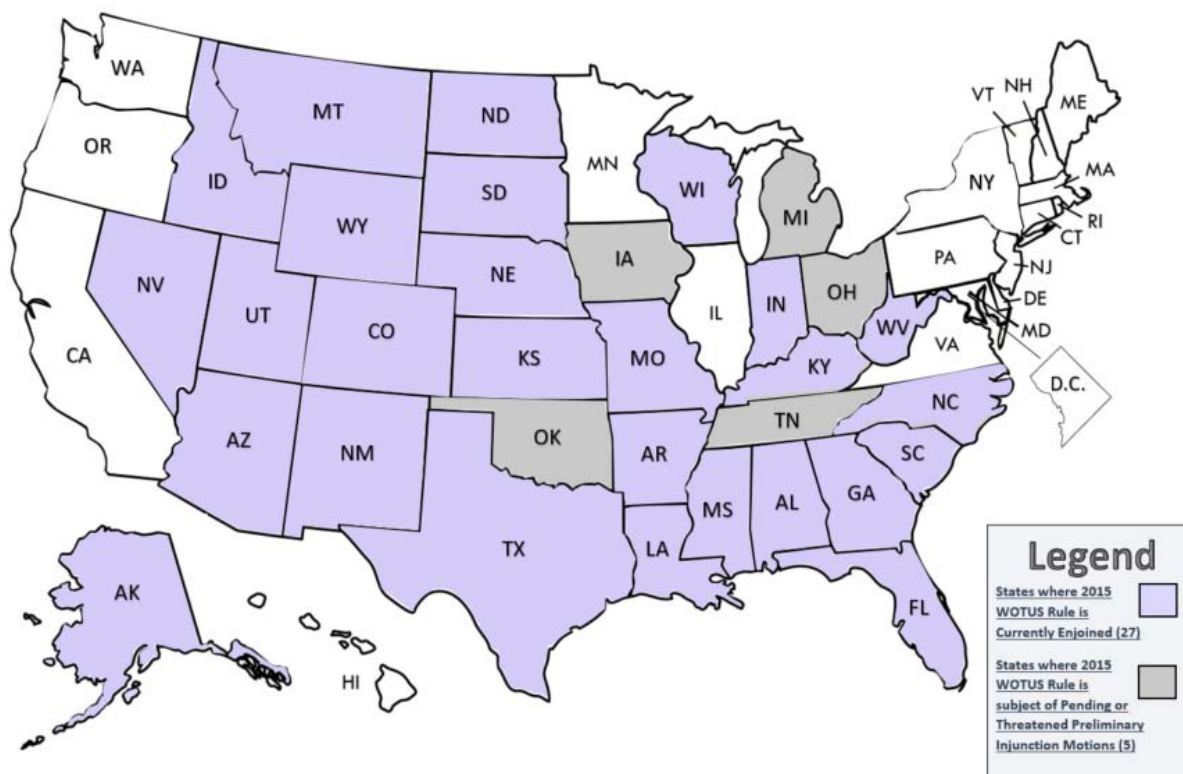 WA
MT
ND
MN
VT
NH
ME
OR
ID
SD
WI
MI
NY
MA
WY
RI
CT
IA
NE
PA
NJ
NV
UT
CO
IL
IN
OH
DE
MD
CA
KS
MO
WV
VA
KY
D.C.
AZ
NM
OK
AR
TN
NC
SC
MS
AL
GA
TX
LA
AK
FL
HI
Legend
States where 2015
WOTUS Rule is
Currently Enjoined (27)
States where 2015
WOTUS Rule is
subject of Pending or
Threatened Preliminary
Injunction Motions (5)